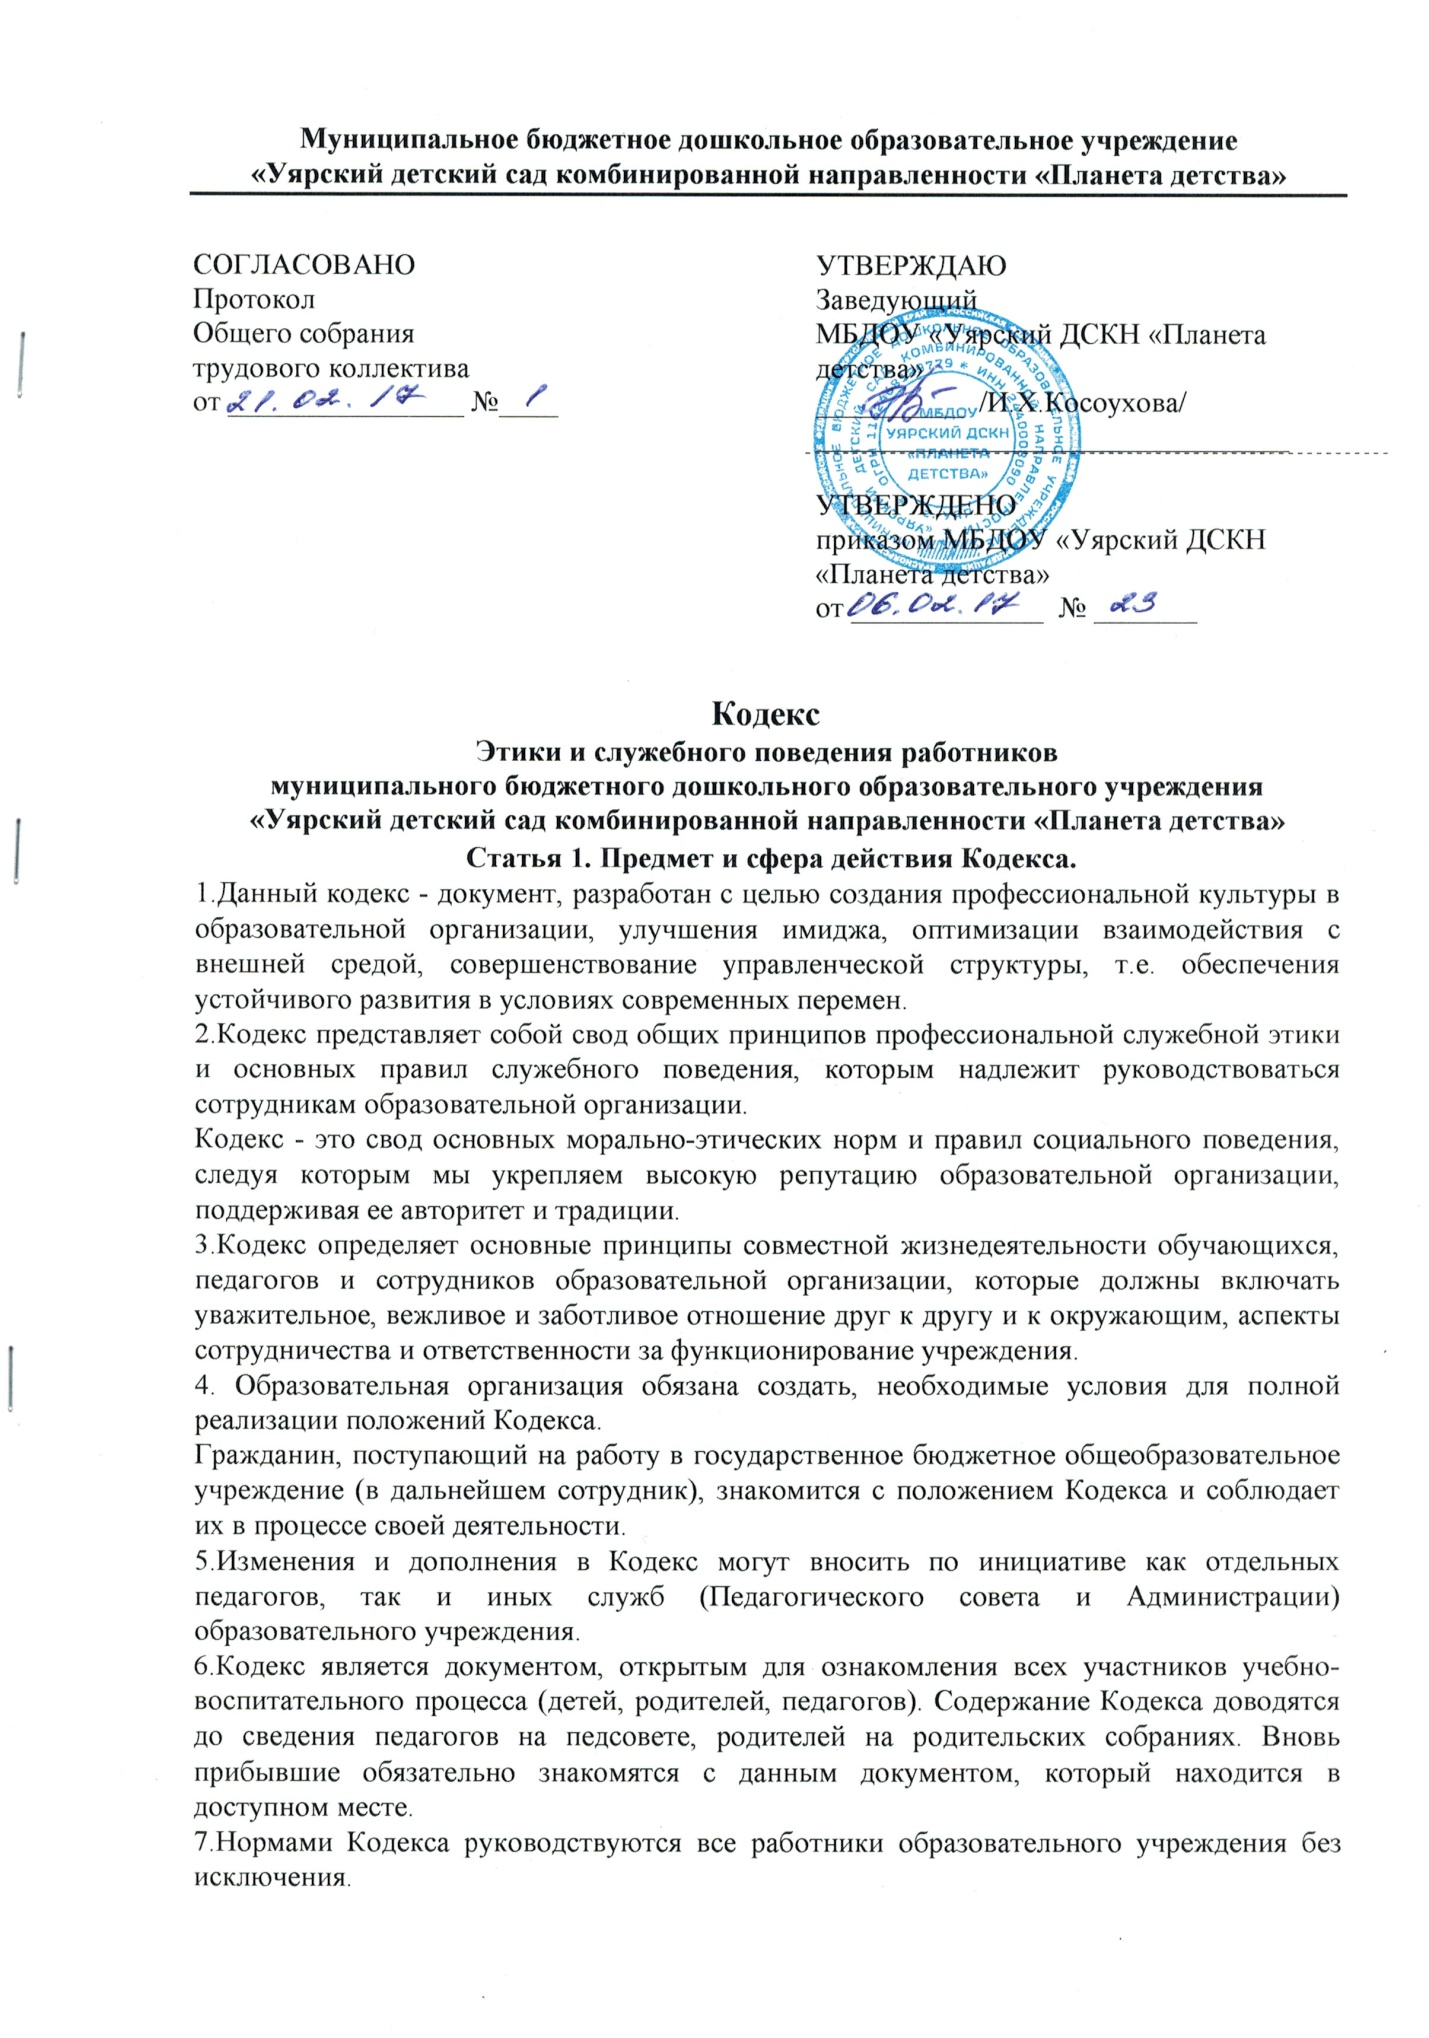 Муниципальное бюджетное дошкольное образовательное учреждение
«Уярский детский сад комбинированной направленности «Планета детства»
СОГЛАСОВАНО
Протокол
Общего собрания
трудового коллектива
от 21.02.17 № 1
УТВЕРЖДАЮ
Заведующий
МБДОУ «Уярский ДСКН «Планета
детства»
/И.Х.Косоухова/
МБДОУ
УЯРСКИЙ ДСКН
«ПЛАНЕТА
ДЕТСТВА»
УТВЕРЖДЕНО
приказом МБДОУ «Уярский ДСКН
«Планета детства»
от 06.02.17 № 23
Кодекс
Этики и служебного поведения работников
муниципального бюджетного дошкольного образовательного учреждения
«Уярский детский сад комбинированной направленности «Планета детства»
Статья 1. Предмет и сфера действия Кодекса.
1.Данный кодекс - документ, разработан с целью создания профессиональной культуры в
образовательной организации, улучшения имиджа, оптимизации взаимодействия с
внешней средой, совершенствование управленческой структуры, т.е. обеспечения
устойчивого развития в условиях современных перемен.
2.Кодекс представляет собой свод общих принципов профессиональной служебной этики
и основных правил служебного поведения, которым надлежит руководствоваться
сотрудникам образовательной организации.
Кодекс - это свод основных морально-этических норм и правил социального поведения,
следуя которым мы укрепляем высокую репутацию образовательной организации,
поддерживая ее авторитет и традиции.
3.Кодекс определяет основные принципы совместной жизнедеятельности обучающихся,
педагогов и сотрудников образовательной организации, которые должны включать
уважительное, вежливое и заботливое отношение друг к другу и к окружающим, аспекты
сотрудничества и ответственности за функционирование учреждения.
4. Образовательная организация обязана создать, необходимые условия для полной
реализации положений Кодекса.
Гражданин, поступающий на работу в государственное бюджетное общеобразовательное
учреждение (в дальнейшем сотрудник), знакомится с положением Кодекса и соблюдает
их в процессе своей деятельности.
5.Изменения и дополнения в Кодекс могут вносить по инициативе как отдельных
педагогов, так и иных служб (Педагогического совета и Администрации)
образовательного учреждения.
6.Кодекс является документом, открытым для ознакомления всех участников учебно-
воспитательного процесса (детей, родителей, педагогов). Содержание Кодекса доводятся
до сведения педагогов на педсовете, родителей на родительских собраниях. Вновь
прибывшие обязательно знакомятся с данным документом, который находится в
доступном месте.
7.Нормами Кодекса руководствуются все работники образовательного учреждения без
исключения.